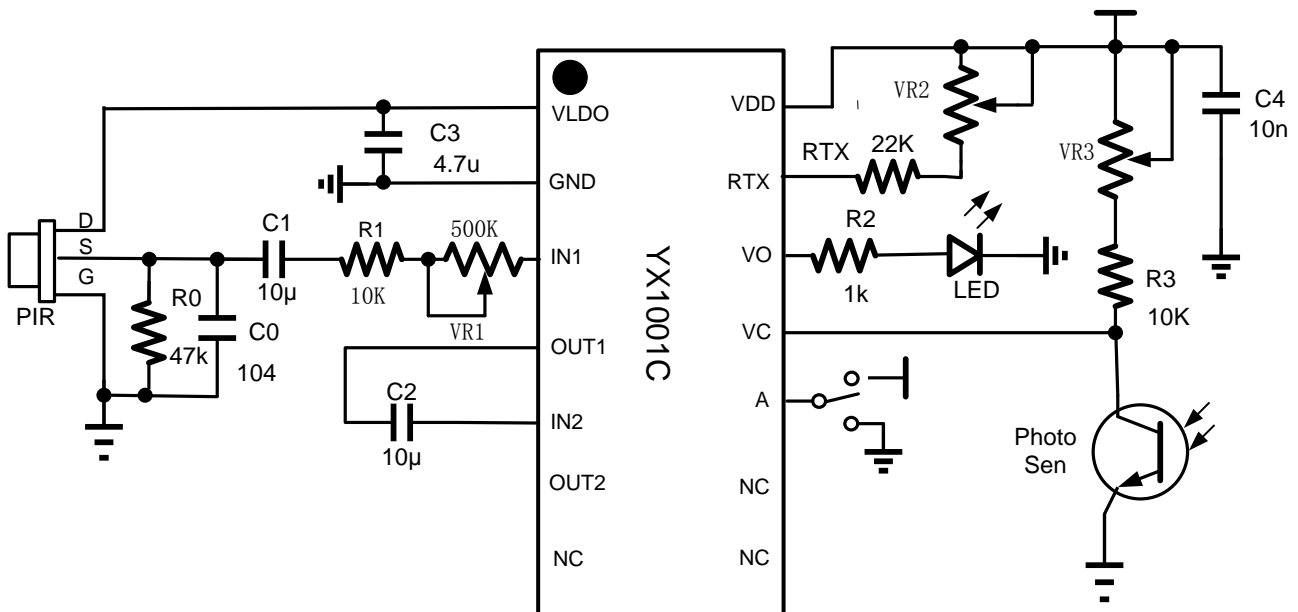 VLDO
GND
IN1
OUT1
IN2
OUT2
NC
VDD
RTX
VO
VC
A
NC
NC
YX1001C
C3
4.7u
D
S
G
PIR
R0
47k
C0
104
C1
10μ
R1
10K
500K
VR1
C2
10μ
VR2
RTX
22K
R2
1k
LED
VR3
R3
10K
C4
10n
Photo
Sen